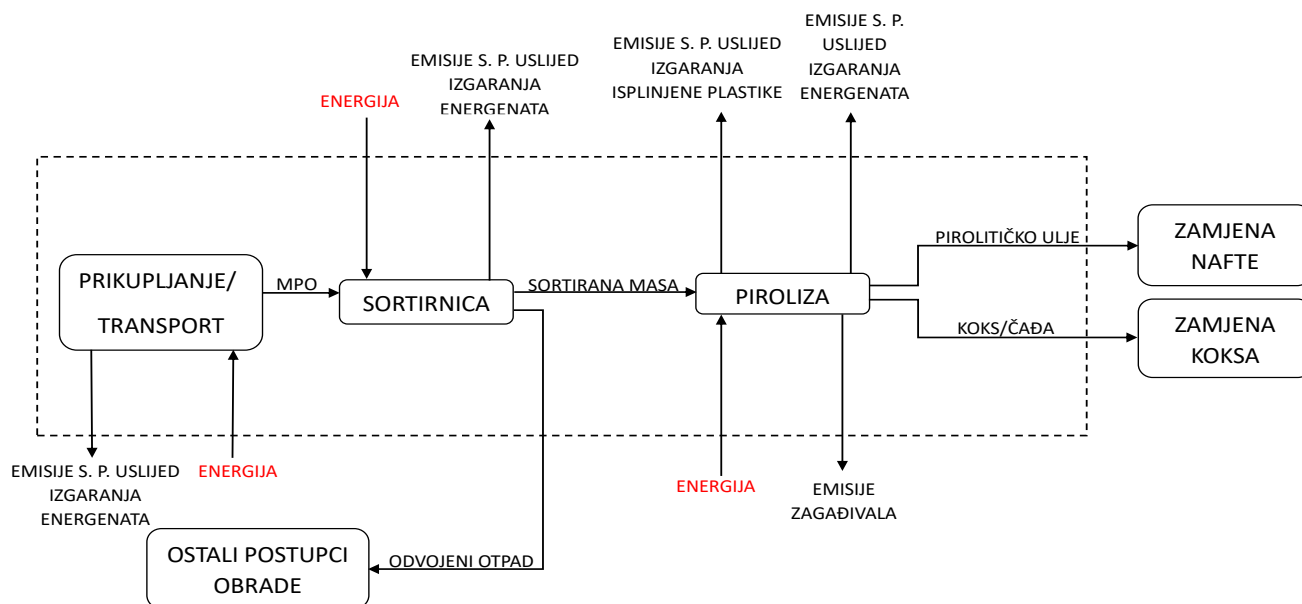 EMISIJE S. P. USLIJED
IZGARANJA
ENERGENATA
ENERGIJA
EMISIJE S. P. USLIJED
IZGARANJA
ISPLINJENE PLASTIKE
EMISIJE S. P.
USLIJED
IZGARANJA
ENERGENATA
PRIKUPLJANJE/
TRANSPORT
MPO
SORTIRNICA
SORTIRANA MASA
PIROLIZA
PIROLITIČKO ULJE
ZAMJENA
NAFTE
KOKS/ČAĐA
ZAMJENA
KOKSA
EMISIJE S. P. USLIJED
IZGARANJA
ENERGENATA
ENERGIJA
ENERGIJA
EMISIJE
ZAGAĐIVALA
OSTALI POSTUPCI
OBRADE
ODVOJENI OTPAD